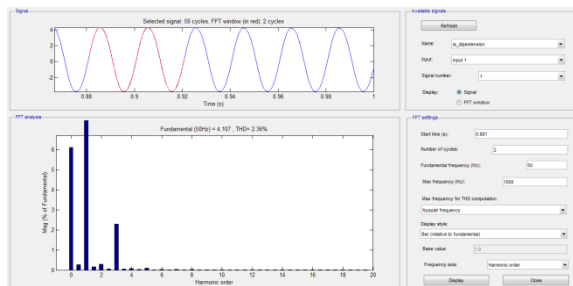 Signal
Selected signal: 50 cycles. FFT window (in red): 2 cycles
4
2
0
-2
0.88
0.9
0.92
0.94
0.96
0.98
1
Time (s)
FFT analysis
Fundamental (50Hz) = 4.107 , THD= 2.36%
Mag (% of Fundamental)
6
5
4
3
2
1
0
0
2
4
6
8
10
12
14
16
18
20
Harmonic order
Available signals
Refresh
Name:
is_dipextension
Input:
input 1
Signal number:
1
Display:
Signal
FFT window
FFT settings
Start time (s):
0.881
Number of cycles:
2
Fundamental frequency (Hz):
50
Max frequency (Hz):
1000
Max frequency for THD computation:
Nyquist frequency
Display style:
Bar (relative to fundamental)
Base value:
1.0
Frequency axis:
Harmonic order
Display
Close